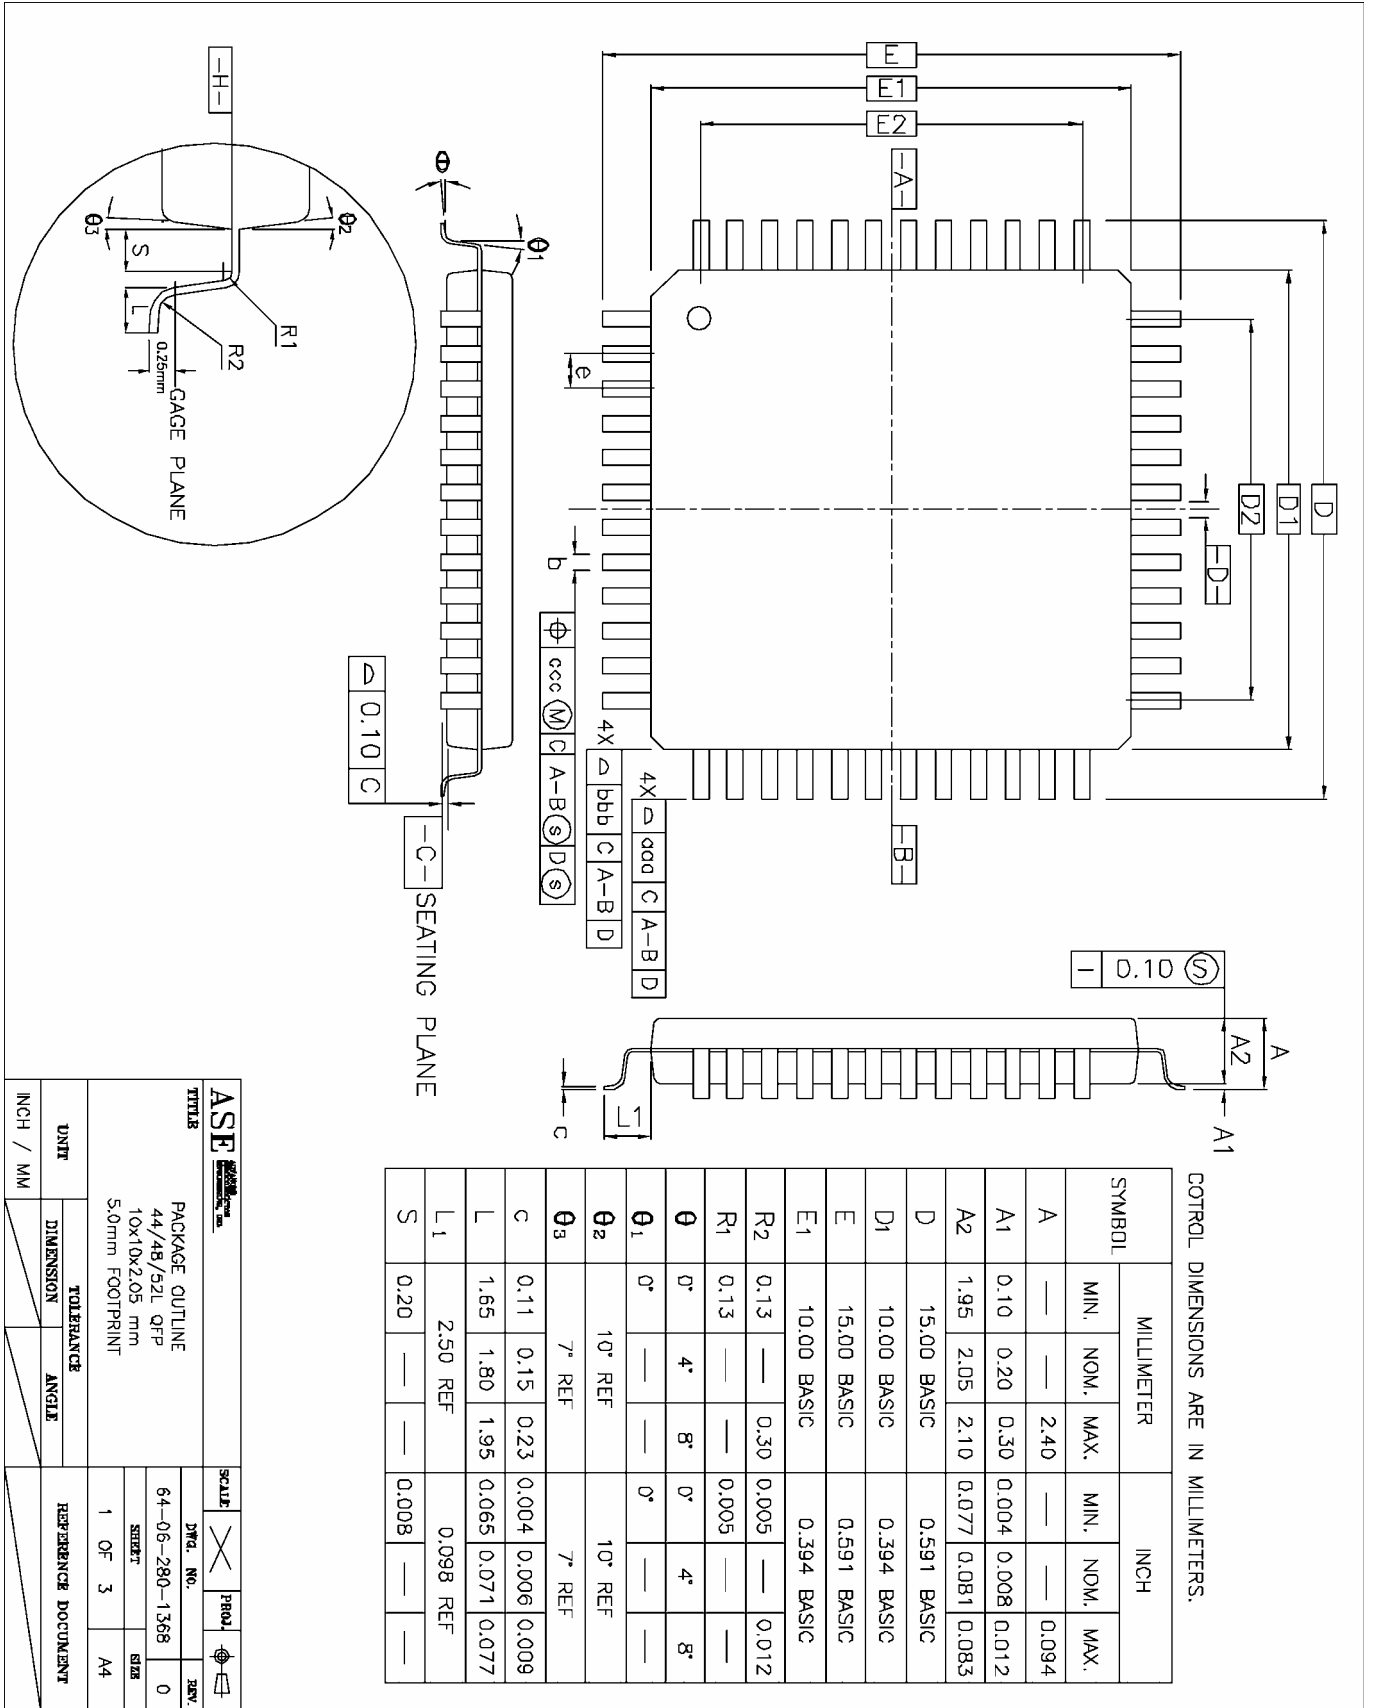 COTROL DIMENSIONS ARE IN MILLIMETERS.
SYMBOL MILLIMETER INCH
MIN. NOM. MAX. MIN. NOM. MAX.
A — — 2.40 — — 0.094
A1 0.10 0.20 0.30 0.004 0.008 0.012
A2 1.95 2.05 2.10 0.077 0.081 0.083
D 15.00 BASIC 0.591 BASIC
D1 10.00 BASIC 0.394 BASIC
E 15.00 BASIC 0.591 BASIC
E1 10.00 BASIC 0.394 BASIC
R2 0.13 — 0.30 0.005 — 0.012
R1 0.13 — — 0.005 — —
θ 0° 4° 8° 0° 4° 8°
θ1 0° — — 0° — —
θ2 10° REF 10° REF
θ3 7° REF 7° REF
c 0.11 0.15 0.23 0.004 0.006 0.009
L 1.65 1.80 1.95 0.065 0.071 0.077
L1 2.50 REF 0.098 REF
S 0.20 — — 0.008 — —
D
D1
D2
-D-
E
E1
E2
-A-
-B-
e
b
4X aaa C A-B D
4X bbb C A-B D
ccc M C A-B S D S
0.10 C
-C- SEATING PLANE
θ
θ1
A
A2
A1
- 0.10 S
L1
c
-H-
θ2
θ3
S
L
R1
R2
0.25mm
GAGE PLANE
ASE
TITLE
PACKAGE OUTLINE
44/48/52L QFP
10x10x2.05 mm
5.0mm FOOTPRINT
SCALE PROJ.
DWG. NO. REV.
64-06-280-1368 0
SHEET SIZE
1 OF 3 A4
UNIT TOLERANCE REFERENCE DOCUMENT
DIMENSION ANGLE
INCH / MM